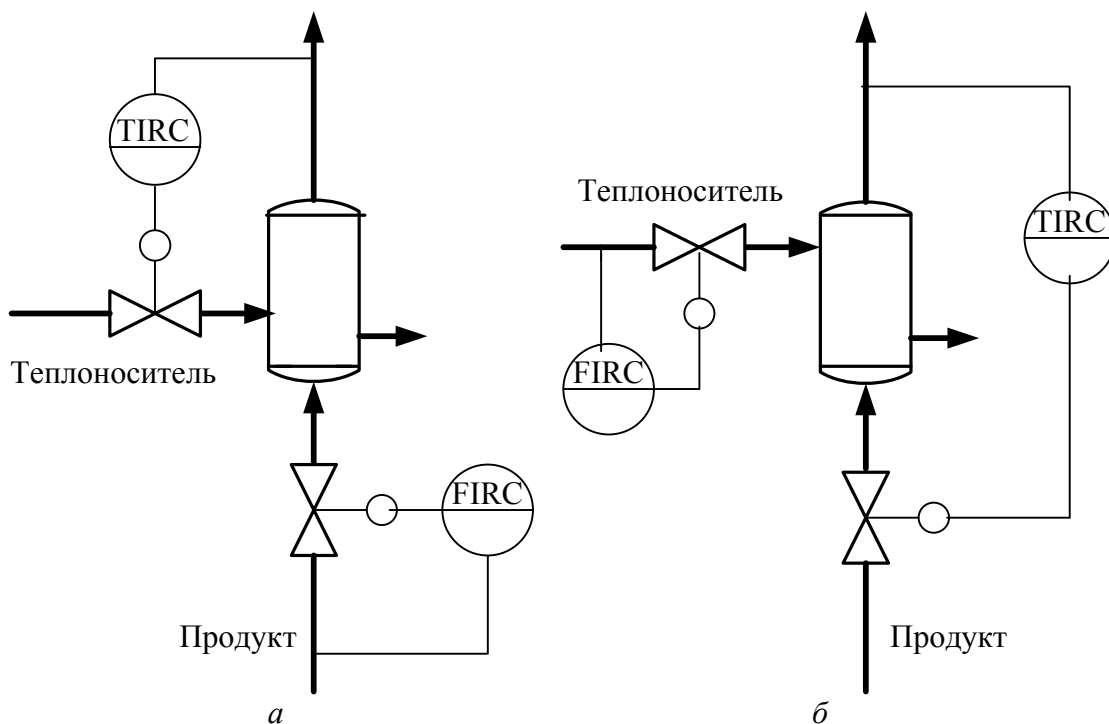 TIRC
Теплоноситель
FIRC
Продукт
а
Теплоноситель
TIRC
FIRC
Продукт
б